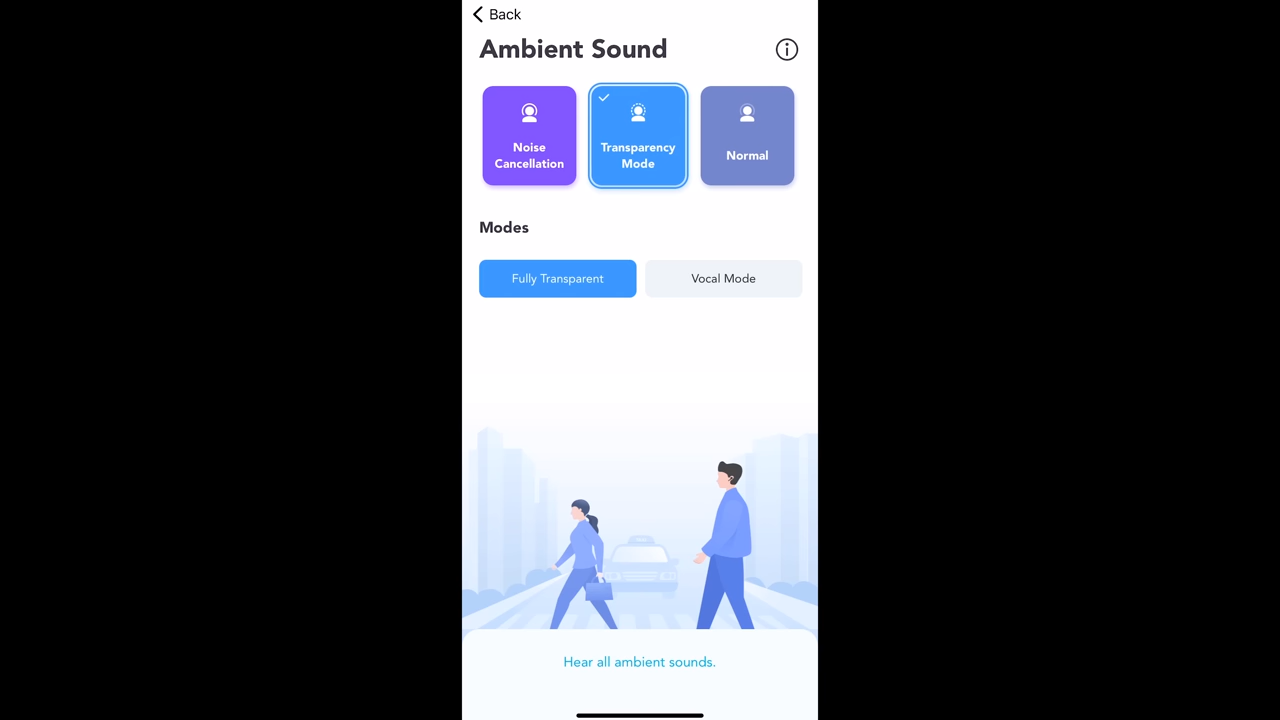 Back
Ambient Sound
Noise
Cancellation
Transparency
Mode
Normal
Modes
Fully Transparent
Vocal Mode
Hear all ambient sounds.